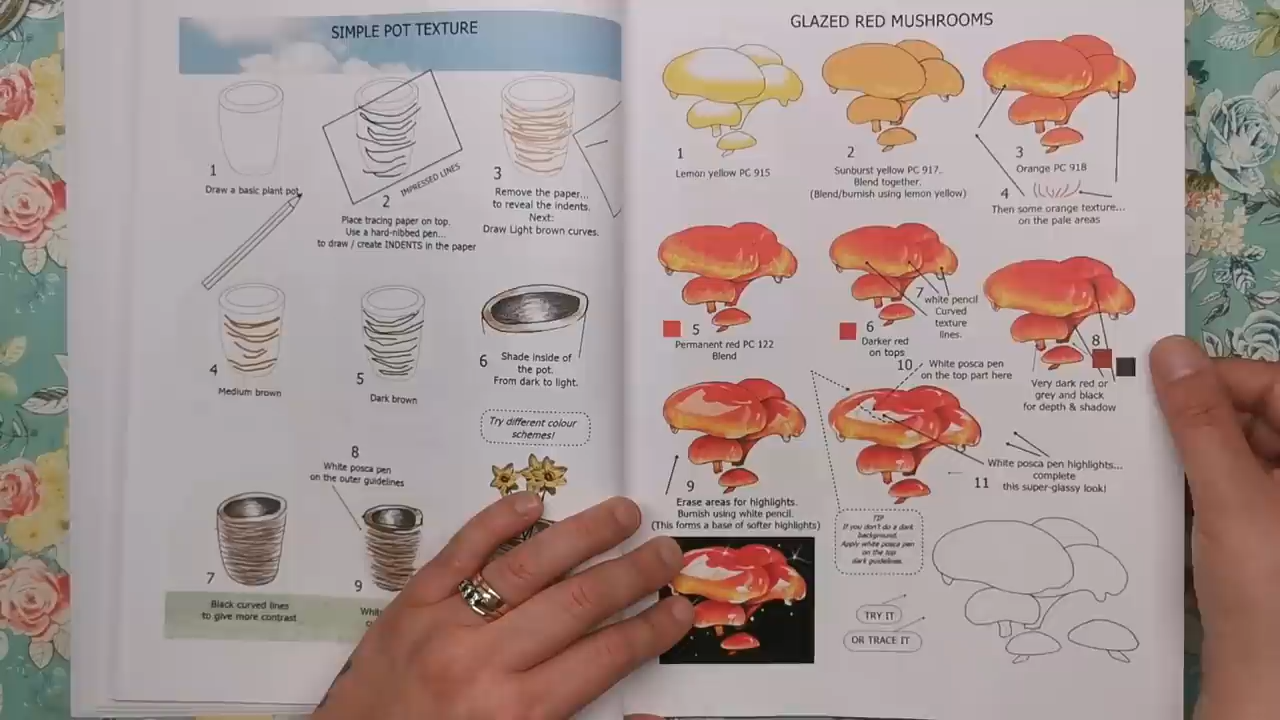 SIMPLE POT TEXTURE
1
Draw a basic plant pot
IMPRESSED LINES
2
Place tracing paper on top.
Use a hard-nibbed pen...
to draw / create INDENTS in the paper
3
Remove the paper...
to reveal the indents.
Next:
Draw Light brown curves.
4
Medium brown
5
Dark brown
6
Shade inside of
the pot.
From dark to light.
Try different colour
schemes!
7
Black curved lines
to give more contrast
8
White posca pen
on the outer guidelines
9
GLAZED RED MUSHROOMS
1
Lemon yellow PC 915
2
Sunburst yellow PC 917.
Blend together.
(Blend/burnish using lemon yellow)
3
Orange PC 918
4
Then some orange texture...
on the pale areas
5
Permanent red PC 122
Blend
6
Darker red
on tops
7
white pencil
Curved
texture
lines.
8
Very dark red or
grey and black
for depth & shadow
9
Erase areas for highlights.
Burnish using white pencil.
(This forms a base of softer highlights)
10
White posca pen
on the top part here
11
White posca pen highlights...
complete
this super-glassy look!
TIP
If you don't do a dark
background.
Apply white posca pen
on the top
dark guidelines.
TRY IT
OR TRACE IT